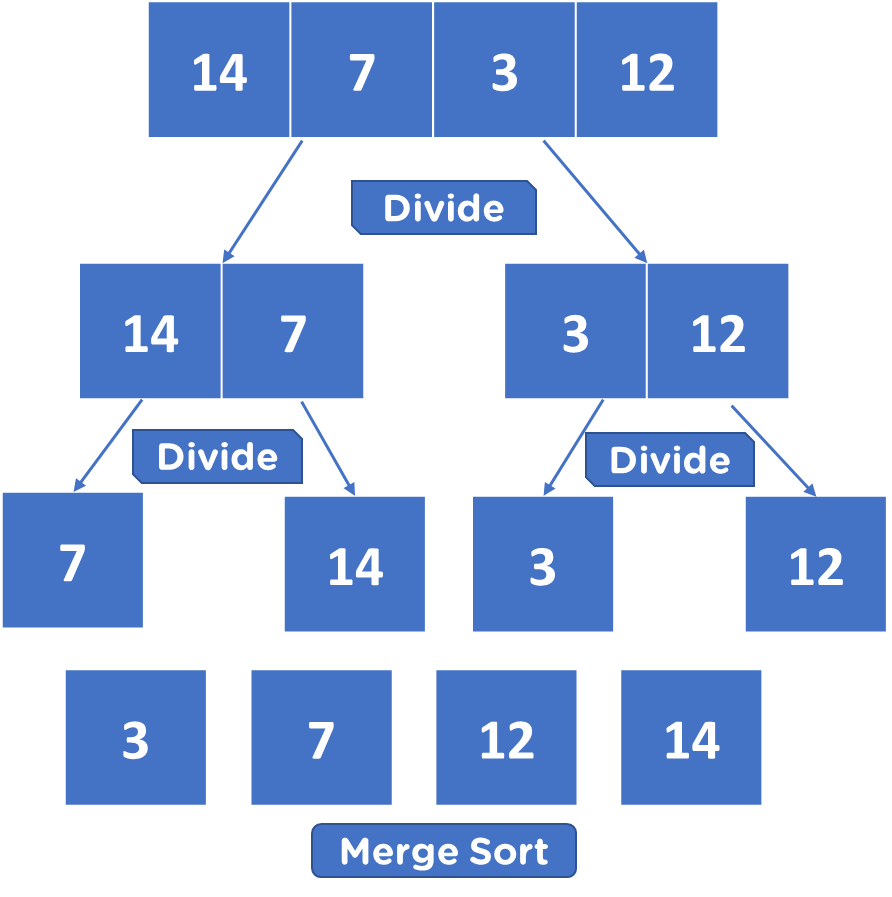 14 7 3 12
Divide
14 7 3 12
Divide Divide
7 14 3 12
3 7 12 14
Merge Sort